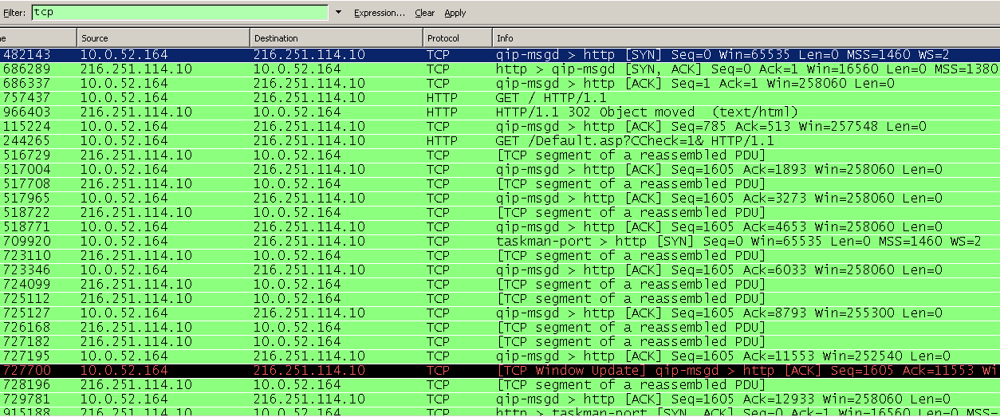 Filter: tcp Expression... Clear Apply
e Source Destination Protocol Info
482143 10.0.52.164 216.251.114.10 TCP qip-msgd > http [SYN] Seq=0 Win=65535 Len=0 MSS=1460 WS=2
686289 216.251.114.10 10.0.52.164 TCP http > qip-msgd [SYN, ACK] Seq=0 Ack=1 Win=16560 Len=0 MSS=1380
686337 10.0.52.164 216.251.114.10 TCP qip-msgd > http [ACK] Seq=1 Ack=1 Win=258060 Len=0
757437 10.0.52.164 216.251.114.10 HTTP GET / HTTP/1.1
966403 216.251.114.10 10.0.52.164 HTTP HTTP/1.1 302 Object moved (text/html)
115224 10.0.52.164 216.251.114.10 TCP qip-msgd > http [ACK] Seq=785 Ack=513 Win=257548 Len=0
244265 10.0.52.164 216.251.114.10 HTTP GET /Default.asp?CCheck=1& HTTP/1.1
516729 216.251.114.10 10.0.52.164 TCP [TCP segment of a reassembled PDU]
517004 10.0.52.164 216.251.114.10 TCP qip-msgd > http [ACK] Seq=1605 Ack=1893 Win=258060 Len=0
517708 216.251.114.10 10.0.52.164 TCP [TCP segment of a reassembled PDU]
517965 10.0.52.164 216.251.114.10 TCP qip-msgd > http [ACK] Seq=1605 Ack=3273 Win=258060 Len=0
518722 216.251.114.10 10.0.52.164 TCP [TCP segment of a reassembled PDU]
518771 10.0.52.164 216.251.114.10 TCP qip-msgd > http [ACK] Seq=1605 Ack=4653 Win=258060 Len=0
709920 10.0.52.164 216.251.114.10 TCP taskman-port > http [SYN] Seq=0 Win=65535 Len=0 MSS=1460 WS=2
723110 216.251.114.10 10.0.52.164 TCP [TCP segment of a reassembled PDU]
723346 10.0.52.164 216.251.114.10 TCP qip-msgd > http [ACK] Seq=1605 Ack=6033 Win=258060 Len=0
724099 216.251.114.10 10.0.52.164 TCP [TCP segment of a reassembled PDU]
725112 216.251.114.10 10.0.52.164 TCP [TCP segment of a reassembled PDU]
725127 10.0.52.164 216.251.114.10 TCP qip-msgd > http [ACK] Seq=1605 Ack=8793 Win=255300 Len=0
726168 216.251.114.10 10.0.52.164 TCP [TCP segment of a reassembled PDU]
727182 216.251.114.10 10.0.52.164 TCP [TCP segment of a reassembled PDU]
727195 10.0.52.164 216.251.114.10 TCP qip-msgd > http [ACK] Seq=1605 Ack=11553 Win=252540 Len=0
727700 10.0.52.164 216.251.114.10 TCP [TCP Window Update] qip-msgd > http [ACK] Seq=1605 Ack=11553 Wi
728196 216.251.114.10 10.0.52.164 TCP [TCP segment of a reassembled PDU]
729781 10.0.52.164 216.251.114.10 TCP qip-msgd > http [ACK] Seq=1605 Ack=12933 Win=258060 Len=0
915188 216.251.114.10 10.0.52.164 TCP http > taskman-port [SYN, ACK] Seq=0 Ack=1 Win=16560 Len=0 MSS=